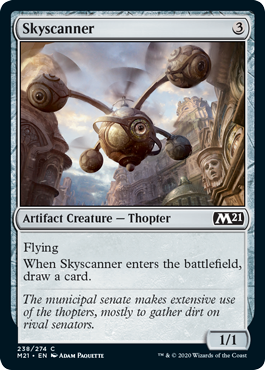 Skyscanner 3
Artifact Creature — Thopter M21
Flying
When Skyscanner enters the battlefield,
draw a card.
The municipal senate makes extensive use
of the thopters, mostly to gather dirt on
rival senators.
1/1
238/274 C
M21 • EN Adam Paquette ™ & © 2020 Wizards of the Coast